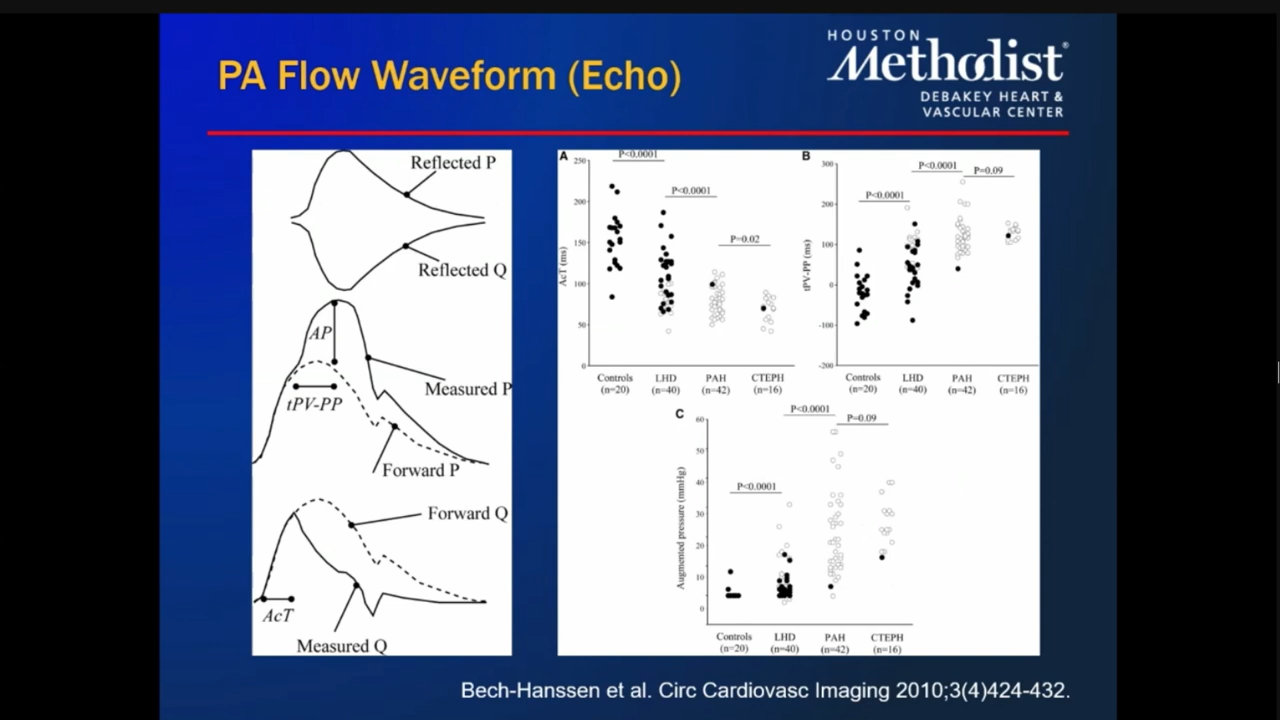 PA Flow Waveform (Echo)
HOUSTON
Methodist®
DEBAKEY HEART &
VASCULAR CENTER
Reflected P
Reflected Q
AP
Measured P
tPV-PP
Forward P
Forward Q
AcT
Measured Q
A
P<0.0001
P<0.0001
P=0.02
AcT (ms)
250
200
150
100
50
0
Controls
(n=20)
LHD
(n=40)
PAH
(n=42)
CTEPH
(n=16)
B
P<0.0001
P=0.09
P<0.0001
tPV-PP (ms)
300
200
100
0
-100
-200
Controls
(n=20)
LHD
(n=40)
PAH
(n=42)
CTEPH
(n=16)
C
P<0.0001
P=0.09
P<0.0001
Augmented pressure (mmHg)
60
50
40
30
20
10
0
Controls
(n=20)
LHD
(n=40)
PAH
(n=42)
CTEPH
(n=16)
Bech-Hanssen et al. Circ Cardiovasc Imaging 2010;3(4)424-432.